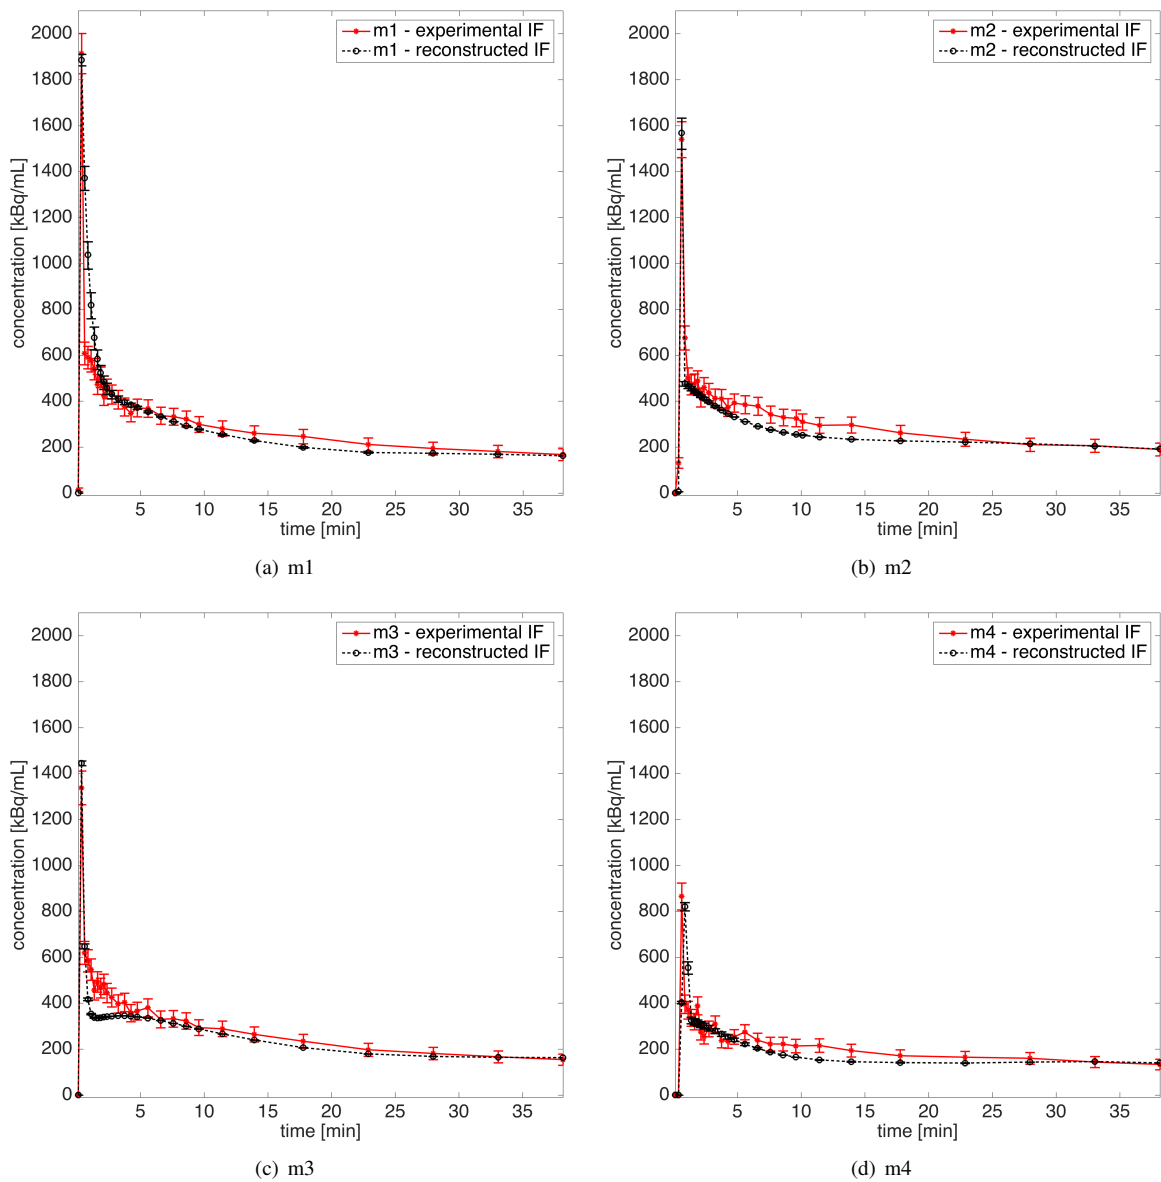 m1 - experimental IF
m1 - reconstructed IF
2000
1800
1600
1400
1200
1000
800
600
400
200
0
concentration [kBq/mL]
5 10 15 20 25 30 35
time [min]
(a) m1
m2 - experimental IF
m2 - reconstructed IF
2000
1800
1600
1400
1200
1000
800
600
400
200
0
concentration [kBq/mL]
5 10 15 20 25 30 35
time [min]
(b) m2
m3 - experimental IF
m3 - reconstructed IF
2000
1800
1600
1400
1200
1000
800
600
400
200
0
concentration [kBq/mL]
5 10 15 20 25 30 35
time [min]
(c) m3
m4 - experimental IF
m4 - reconstructed IF
2000
1800
1600
1400
1200
1000
800
600
400
200
0
concentration [kBq/mL]
5 10 15 20 25 30 35
time [min]
(d) m4